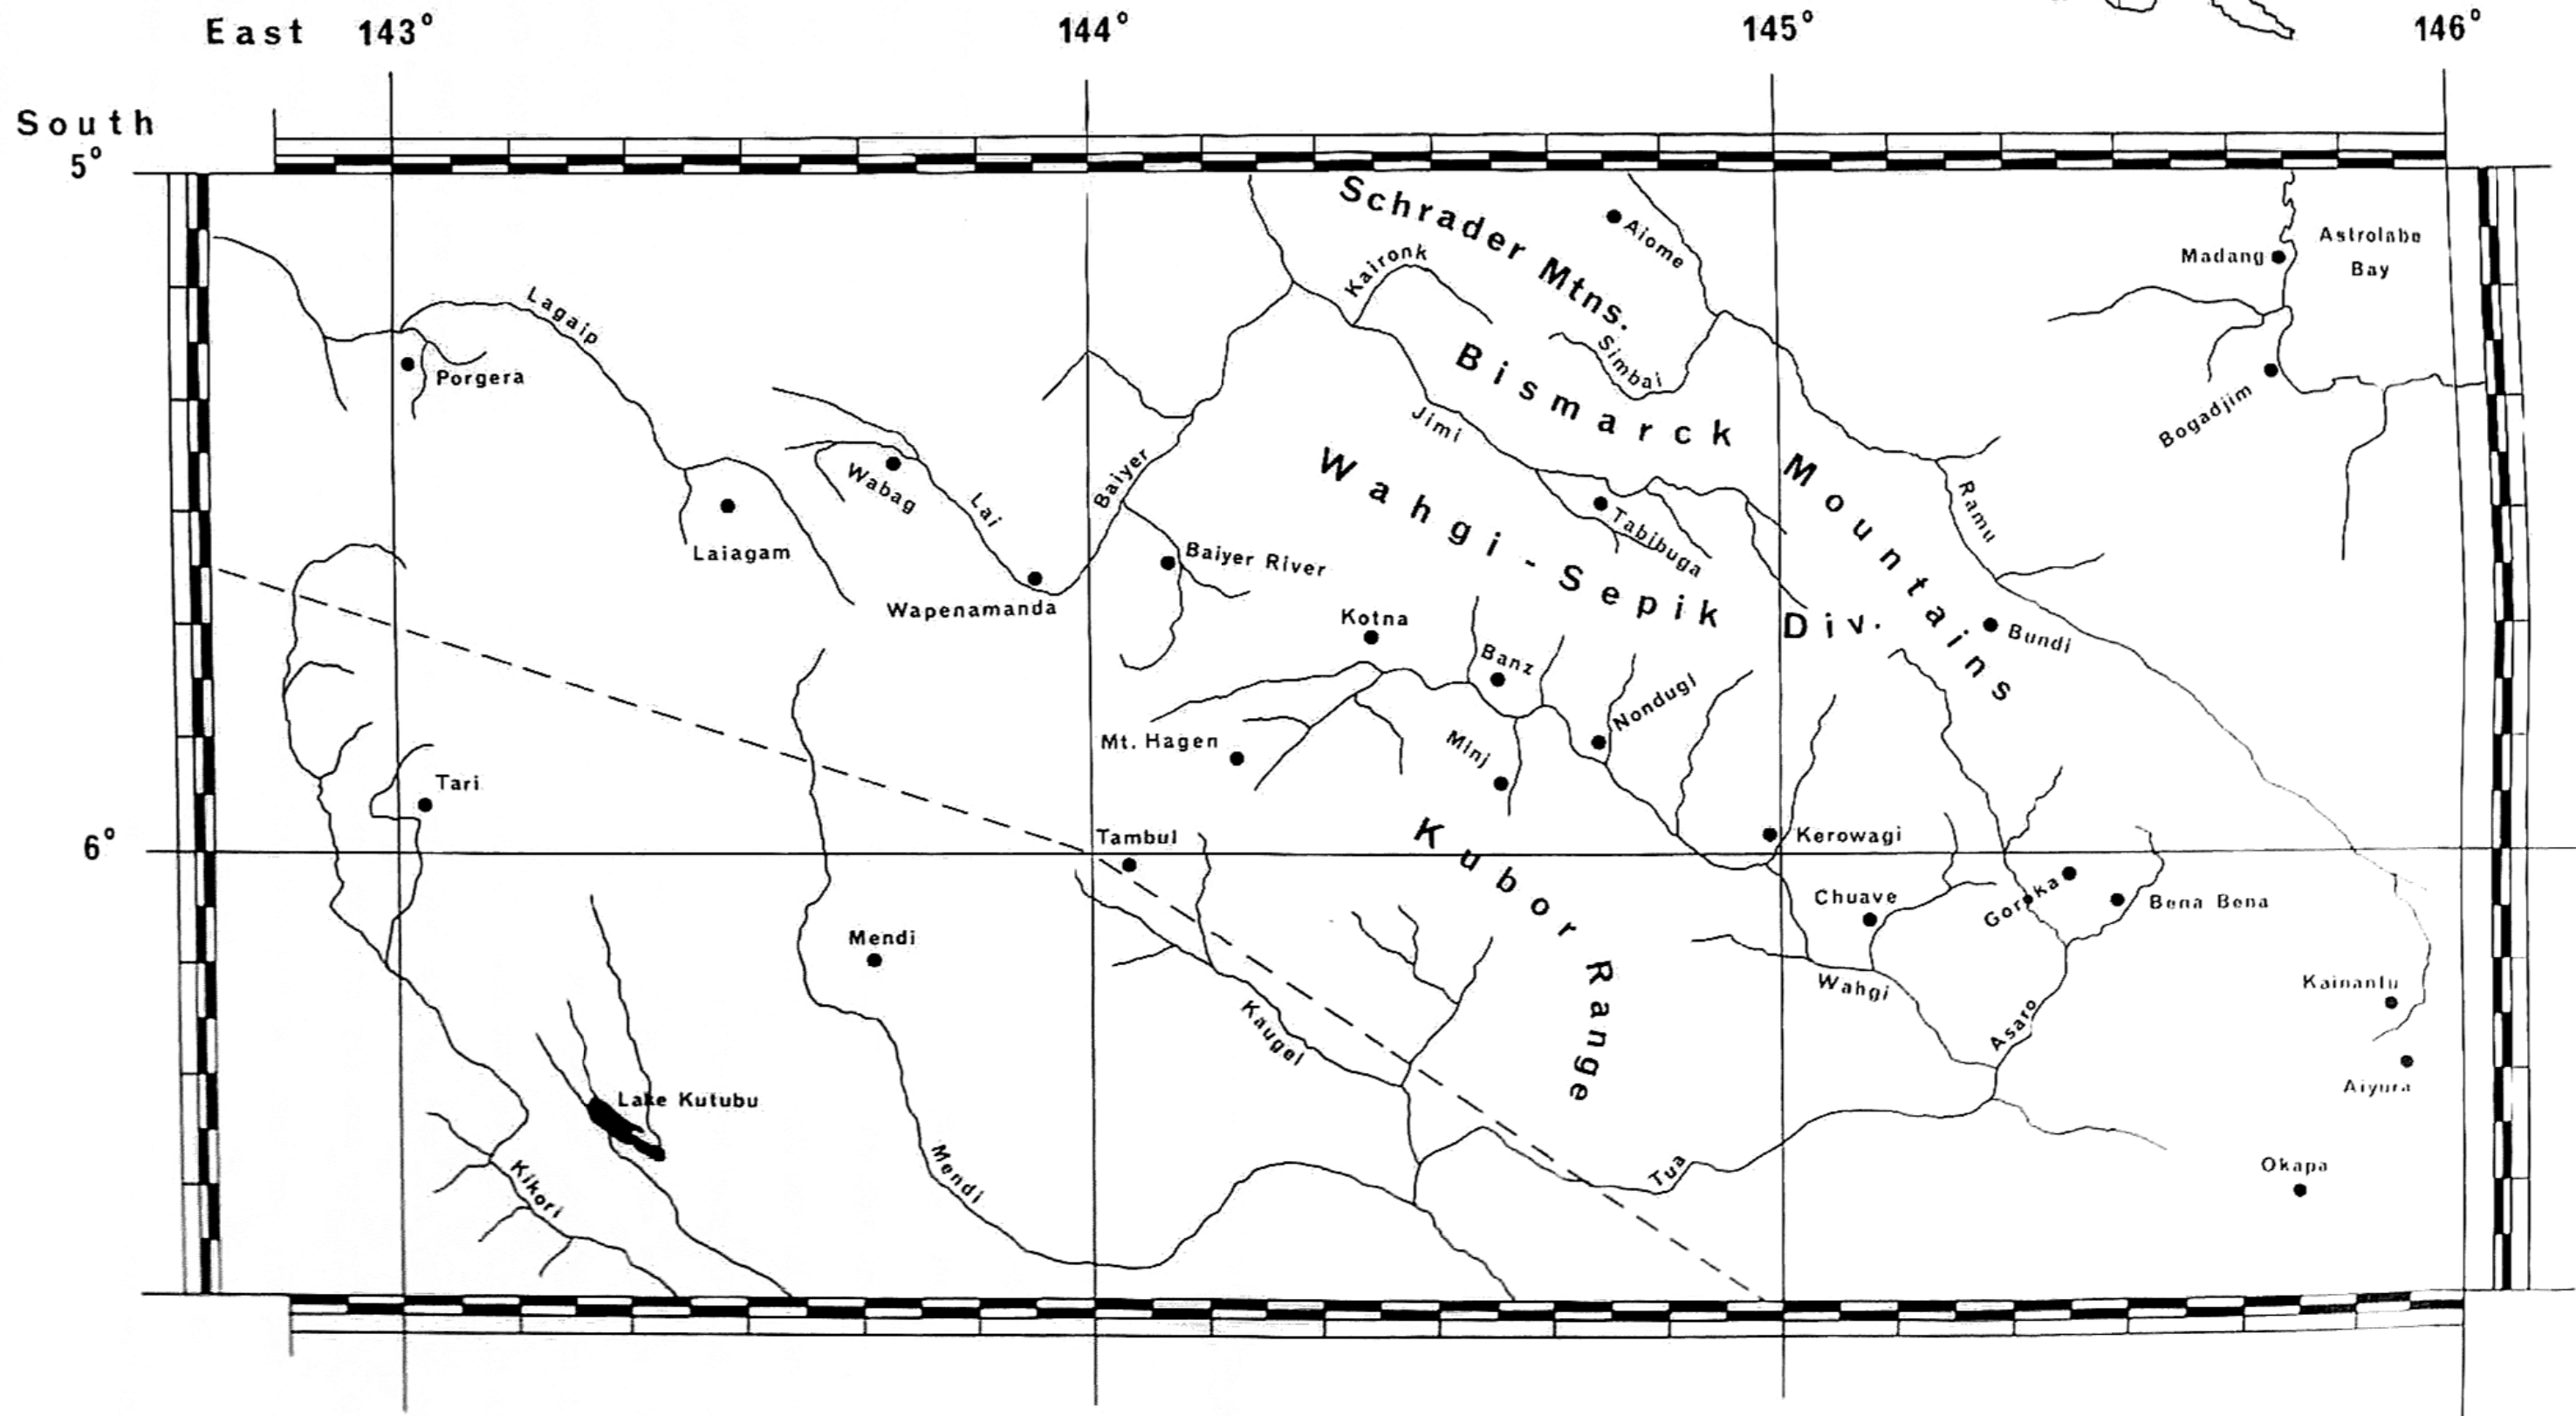 East 143° 144° 145° 146°
South
5°
Schrader Mtns.
Aiome
Astrolabe
Bay
Madang
Kaironk
Lagaip
Simbai
Porgera
Bismarck Mountains
Bogadjim
Jimi
Wahgi-Sepik Div.
Wabag
Lai
Baiyer
Ramu
Tabibuga
Laiagam
Baiyer River
Wapenamanda
Kotna
Bundi
Banz
Nondugl
Mt. Hagen
Minj
Tari
6°
Tambul
Kubor Range
Kerowagi
Chuave
Goroka
Bena Bena
Mendi
Wahgi
Kainantu
Kaugel
Asaro
Aiyura
Lake Kutubu
Mendi
Tua
Okapa
Kikori